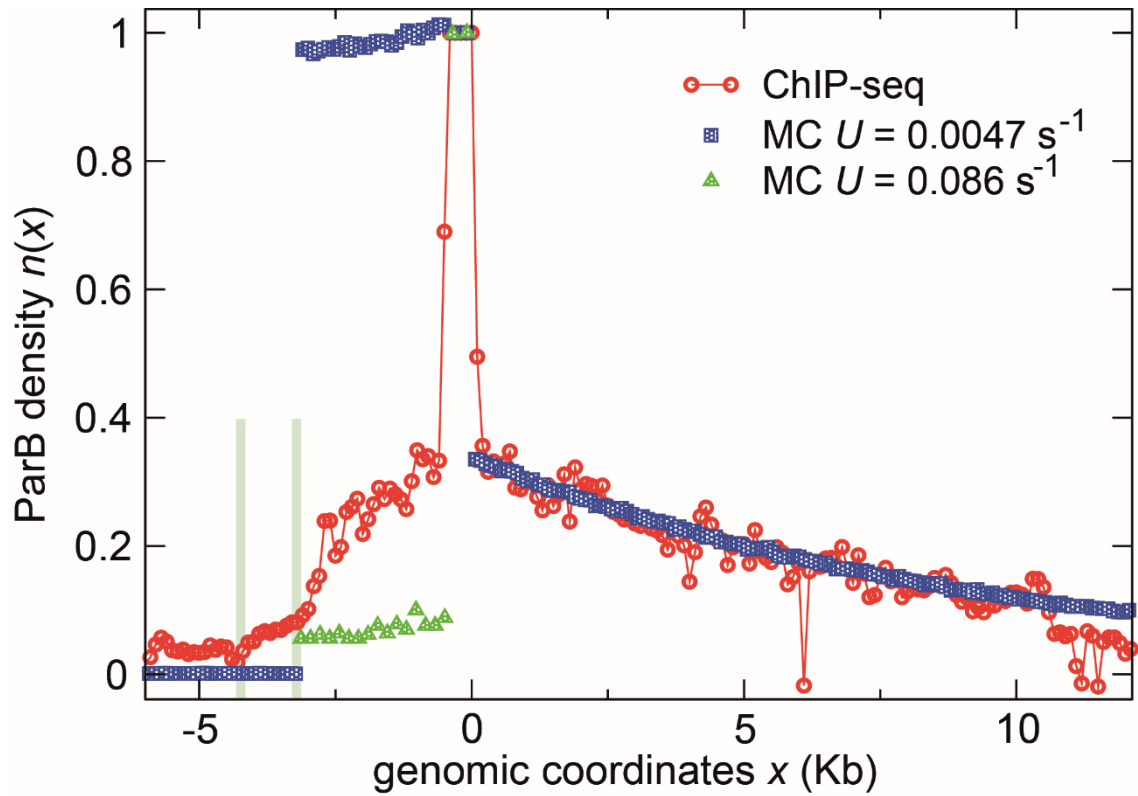 ChIP-seq
MC U = 0.0047 s⁻¹
MC U = 0.086 s⁻¹
ParB density n(x)
1
0.8
0.6
0.4
0.2
0
-5 0 5 10
genomic coordinates x (Kb)